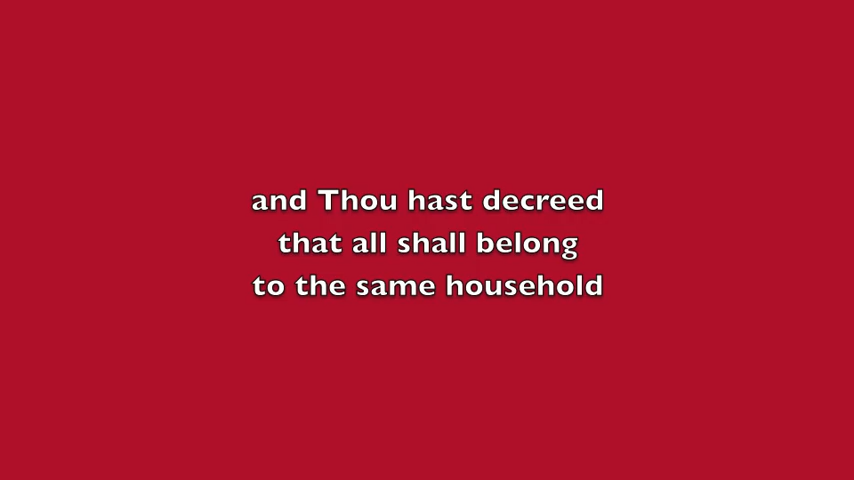 and Thou hast decreed
that all shall belong
to the same household